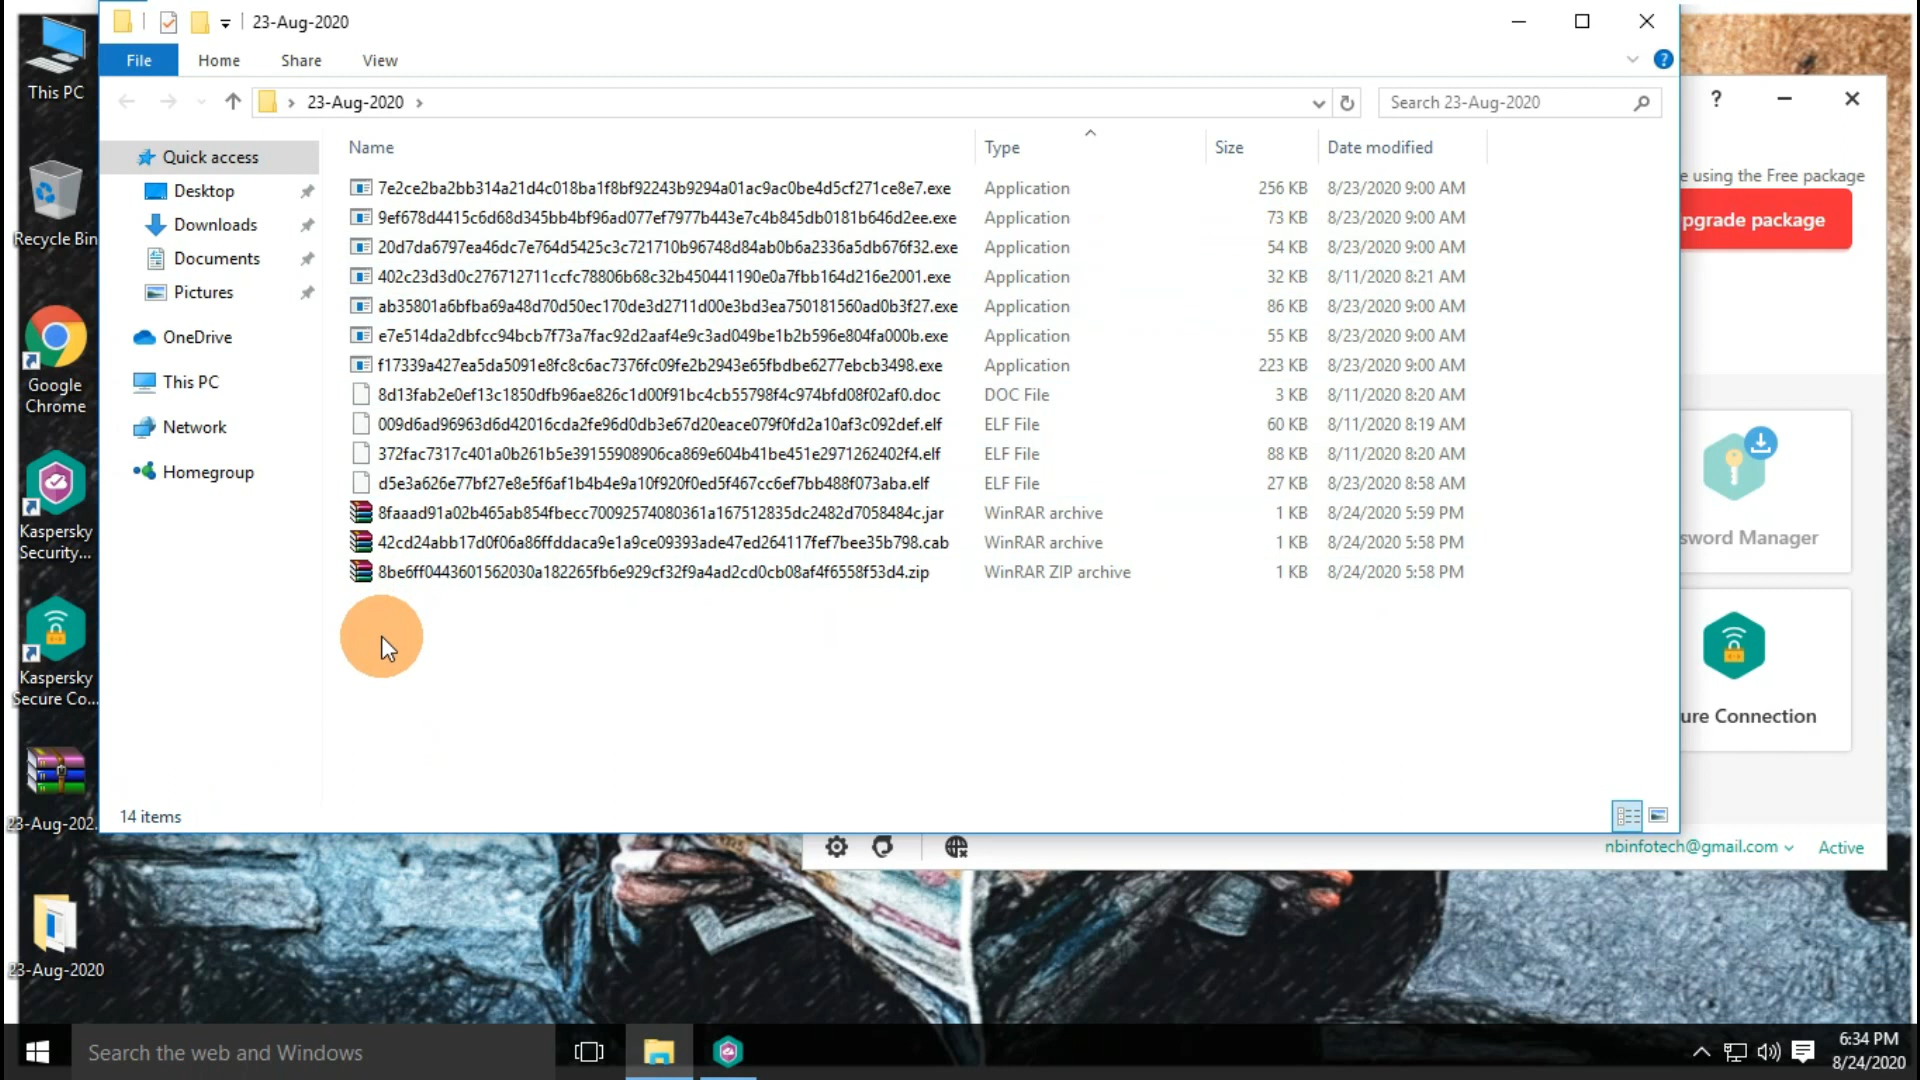 This PC
Recycle Bin
Google
Chrome
Kaspersky
Security...
Kaspersky
Secure Co...
23-Aug-202.
23-Aug-2020
23-Aug-2020
File
Home
Share
View
23-Aug-2020
Search 23-Aug-2020
Quick access
Desktop
Downloads
Documents
Pictures
OneDrive
This PC
Network
Homegroup
Name Type Size Date modified
7e2ce2ba2bb314a21d4c018ba1f8bf92243b9294a01ac9ac0be4d5cf271ce8e7.exe Application 256 KB 8/23/2020 9:00 AM
9ef678d4415c6d68d345bb4bf96ad077ef7977b443e7c4b845db0181b646d2ee.exe Application 73 KB 8/23/2020 9:00 AM
20d7da6797ea46dc7e764d5425c3c721710b96748d84ab0b6a2336a5db676f32.exe Application 54 KB 8/23/2020 9:00 AM
402c23d3d0c276712711ccfc78806b68c32b450441190e0a7fbb164d216e2001.exe Application 32 KB 8/11/2020 8:21 AM
ab35801a6bfba69a48d70d50ec170de3d2711d00e3bd3ea750181560ad0b3f27.exe Application 86 KB 8/23/2020 9:00 AM
e7e514da2dbfcc94bcb7f73a7fac92d2aaf4e9c3ad049be1b2b596e804fa000b.exe Application 55 KB 8/23/2020 9:00 AM
f17339a427ea5da5091e8fc8c6ac7376fc09fe2b2943e65fbdbe6277ebcb3498.exe Application 223 KB 8/23/2020 9:00 AM
8d13fab2e0ef13c1850dfb96ae826c1d00f91bc4cb55798f4c974bfd08f02af0.doc DOC File 3 KB 8/11/2020 8:20 AM
009d6ad96963d6d42016cda2fe96d0db3e67d20eace079f0fd2a10af3c092def.elf ELF File 60 KB 8/11/2020 8:19 AM
372fac7317c401a0b261b5e39155908906ca869e604b41be451e2971262402f4.elf ELF File 88 KB 8/11/2020 8:20 AM
d5e3a626e77bf27e8e5f6af1b4b4e9a10f920f0ed5f467cc6ef7bb488f073aba.elf ELF File 27 KB 8/23/2020 8:58 AM
8faaad91a02b465ab854fbecc70092574080361a167512835dc2482d7058484c.jar WinRAR archive 1 KB 8/24/2020 5:59 PM
42cd24abb17d0f06a86ffddaca9e1a9ce09393ade47ed264117fef7bee35b798.cab WinRAR archive 1 KB 8/24/2020 5:58 PM
8be6ff0443601562030a182265fb6e929cf32f9a4ad2cd0cb08af4f6558f53d4.zip WinRAR ZIP archive 1 KB 8/24/2020 5:58 PM
14 items
?
e using the Free package
pgrade package
sword Manager
ure Connection
nbinfotech@gmail.com
Active
Search the web and Windows
6:34 PM
8/24/2020